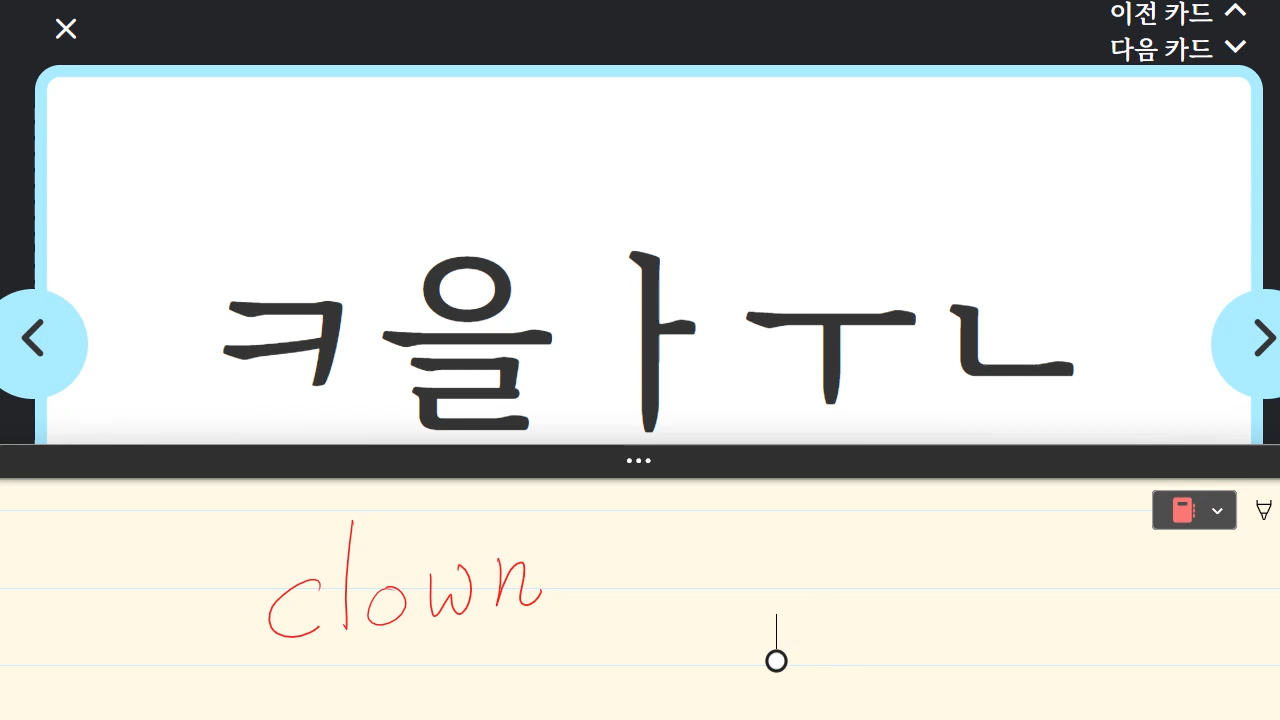 이전 카드
다음 카드
ㅋ을ㅏㅜㄴ
clown